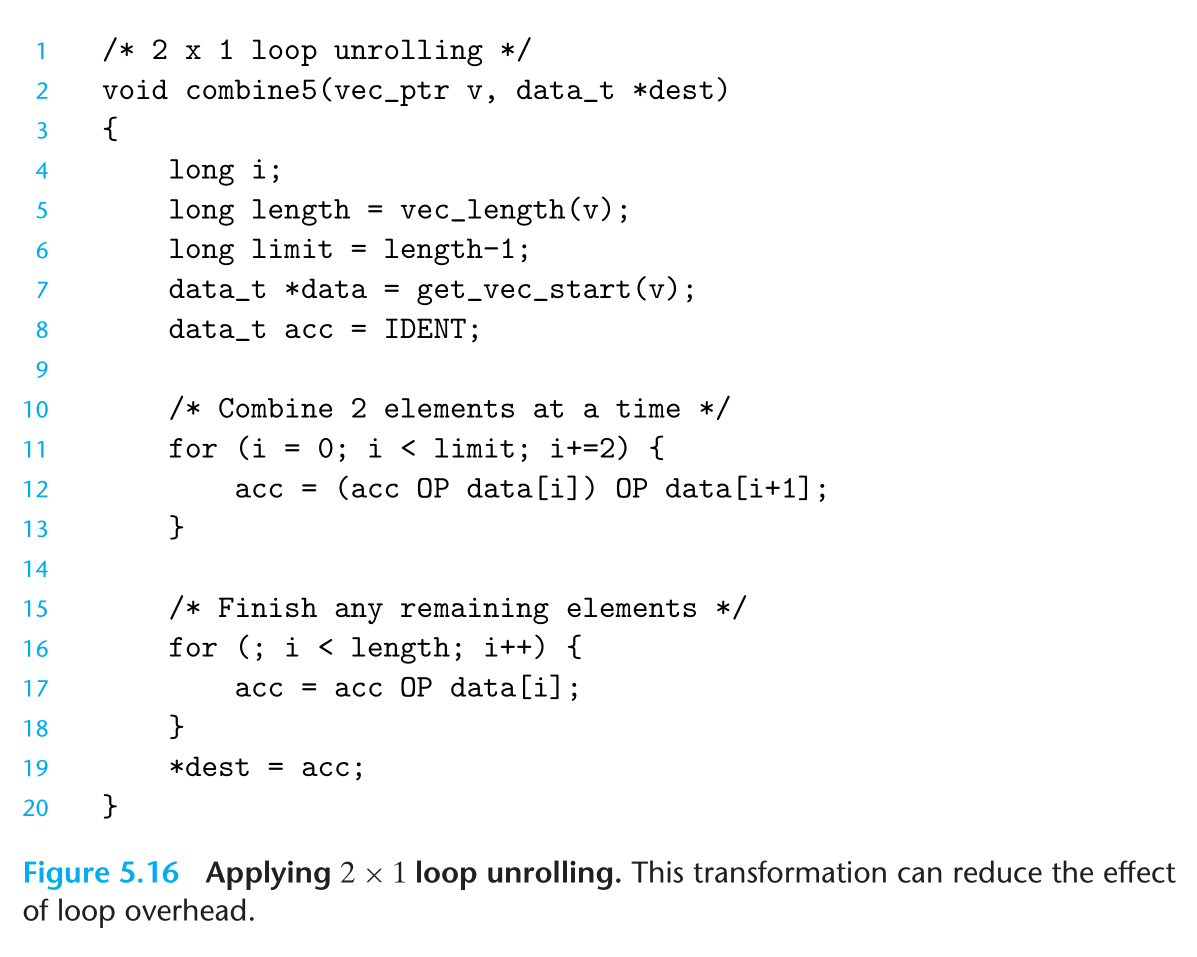 1 /* 2 x 1 loop unrolling */
2 void combine5(vec_ptr v, data_t *dest)
3 {
4     long i;
5     long length = vec_length(v);
6     long limit = length-1;
7     data_t *data = get_vec_start(v);
8     data_t acc = IDENT;
9
10     /* Combine 2 elements at a time */
11     for (i = 0; i < limit; i+=2) {
12         acc = (acc OP data[i]) OP data[i+1];
13     }
14
15     /* Finish any remaining elements */
16     for (; i < length; i++) {
17         acc = acc OP data[i];
18     }
19     *dest = acc;
20 }
Figure 5.16 Applying 2 × 1 loop unrolling. This transformation can reduce the effect
of loop overhead.